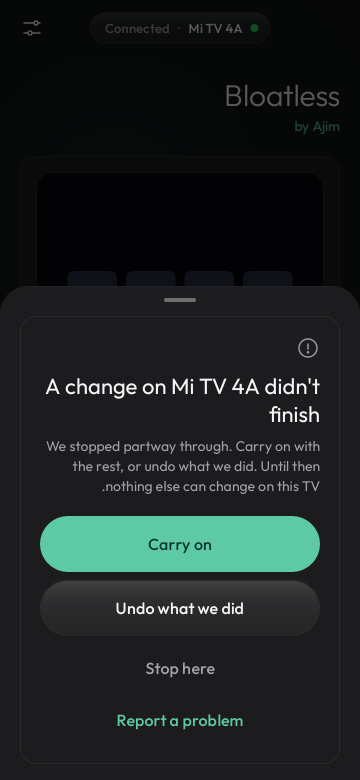 Connected · Mi TV 4A
Bloatless
by Ajim
A change on Mi TV 4A didn't
finish
We stopped partway through. Carry on with
the rest, or undo what we did. Until then
.nothing else can change on this TV
Carry on
Undo what we did
Stop here
Report a problem